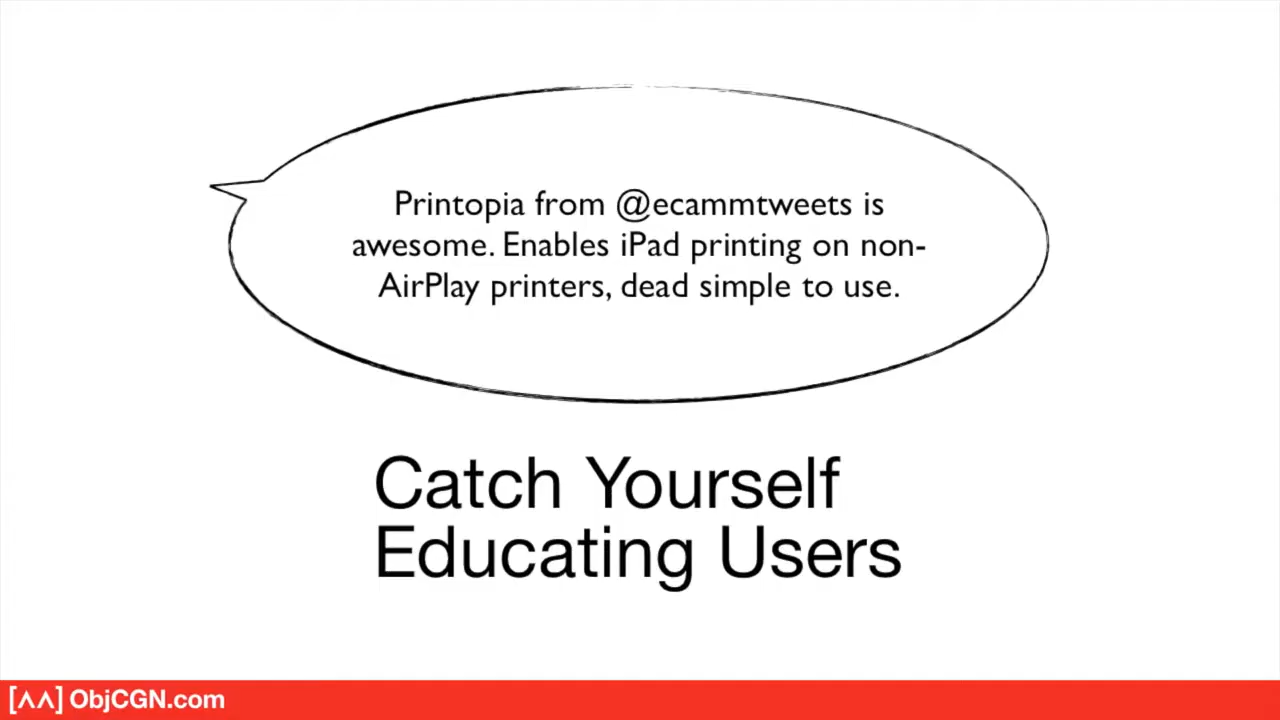 Printopia from @ecammtweets is
awesome. Enables iPad printing on non-
AirPlay printers, dead simple to use.
Catch Yourself
Educating Users
[ʌʌ] ObjCGN.com